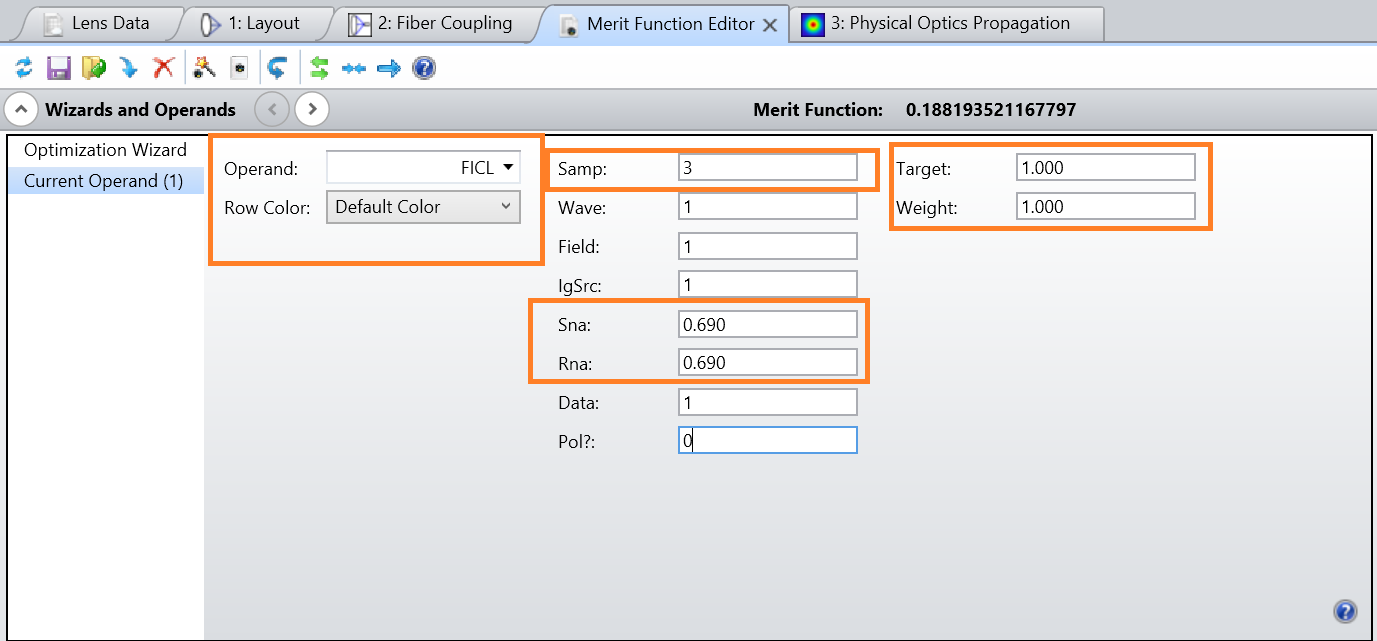 Lens Data
1: Layout
2: Fiber Coupling
Merit Function Editor
3: Physical Optics Propagation
Wizards and Operands
Merit Function: 0.188193521167797
Optimization Wizard
Current Operand (1)
Operand: FICL
Row Color: Default Color
Samp: 3
Wave: 1
Field: 1
IgSrc: 1
Sna: 0.690
Rna: 0.690
Data: 1
Pol?: 0
Target: 1.000
Weight: 1.000